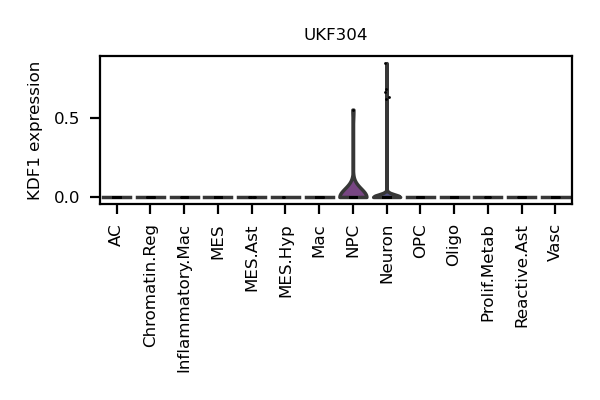 UKF304
KDF1 expression
0.5
0.0
AC
Chromatin.Reg
Inflammatory.Mac
MES
MES.Ast
MES.Hyp
Mac
NPC
Neuron
OPC
Oligo
Prolif.Metab
Reactive.Ast
Vasc